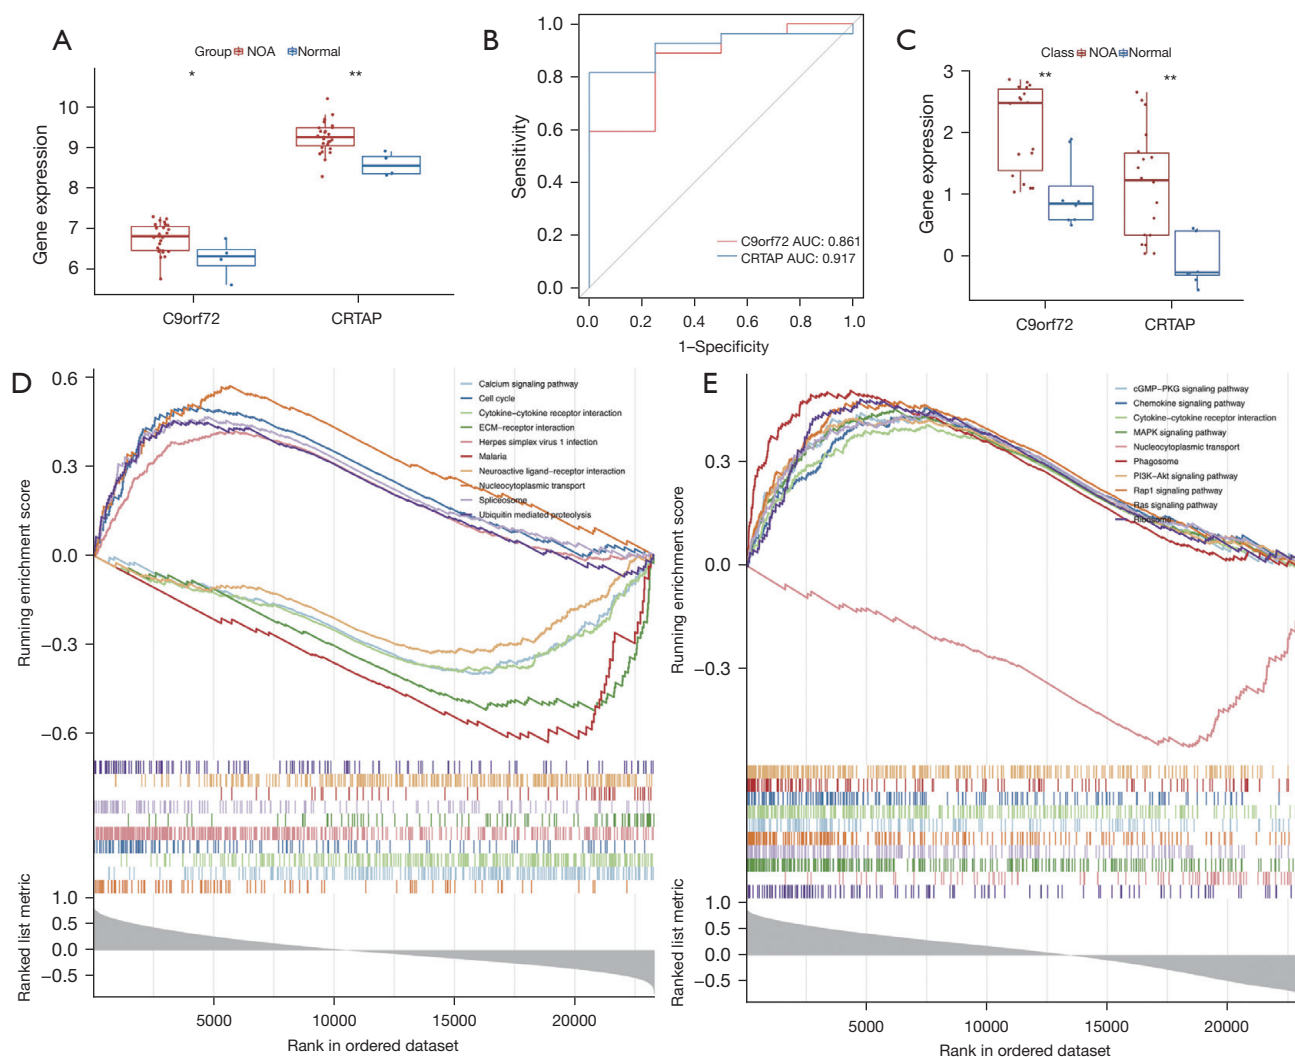 A
Group NOA Normal
* **
Gene expression
10
9
8
7
6
C9orf72 CRTAP
B
Sensitivity
1.0
0.8
0.6
0.4
0.2
0.0
C9orf72 AUC: 0.861
CRTAP AUC: 0.917
0.0 0.2 0.4 0.6 0.8 1.0
1–Specificity
C
Class NOA Normal
** **
Gene expression
3
2
1
0
C9orf72 CRTAP
D
Running enrichment score
0.6
0.3
0.0
−0.3
−0.6
Calcium signaling pathway
Cell cycle
Cytokine−cytokine receptor interaction
ECM−receptor interaction
Herpes simplex virus 1 infection
Malaria
Neuroactive ligand−receptor interaction
Nucleocytoplasmic transport
Spliceosome
Ubiquitin mediated proteolysis
Ranked list metric
1.0
0.5
0.0
−0.5
5000 10000 15000 20000
Rank in ordered dataset
E
Running enrichment score
0.3
0.0
−0.3
cGMP−PKG signaling pathway
Chemokine signaling pathway
Cytokine−cytokine receptor interaction
MAPK signaling pathway
Nucleocytoplasmic transport
Phagosome
PI3K−Akt signaling pathway
Rap1 signaling pathway
Ras signaling pathway
Ribosome
Ranked list metric
1.0
0.5
0.0
−0.5
5000 10000 15000 20000
Rank in ordered dataset